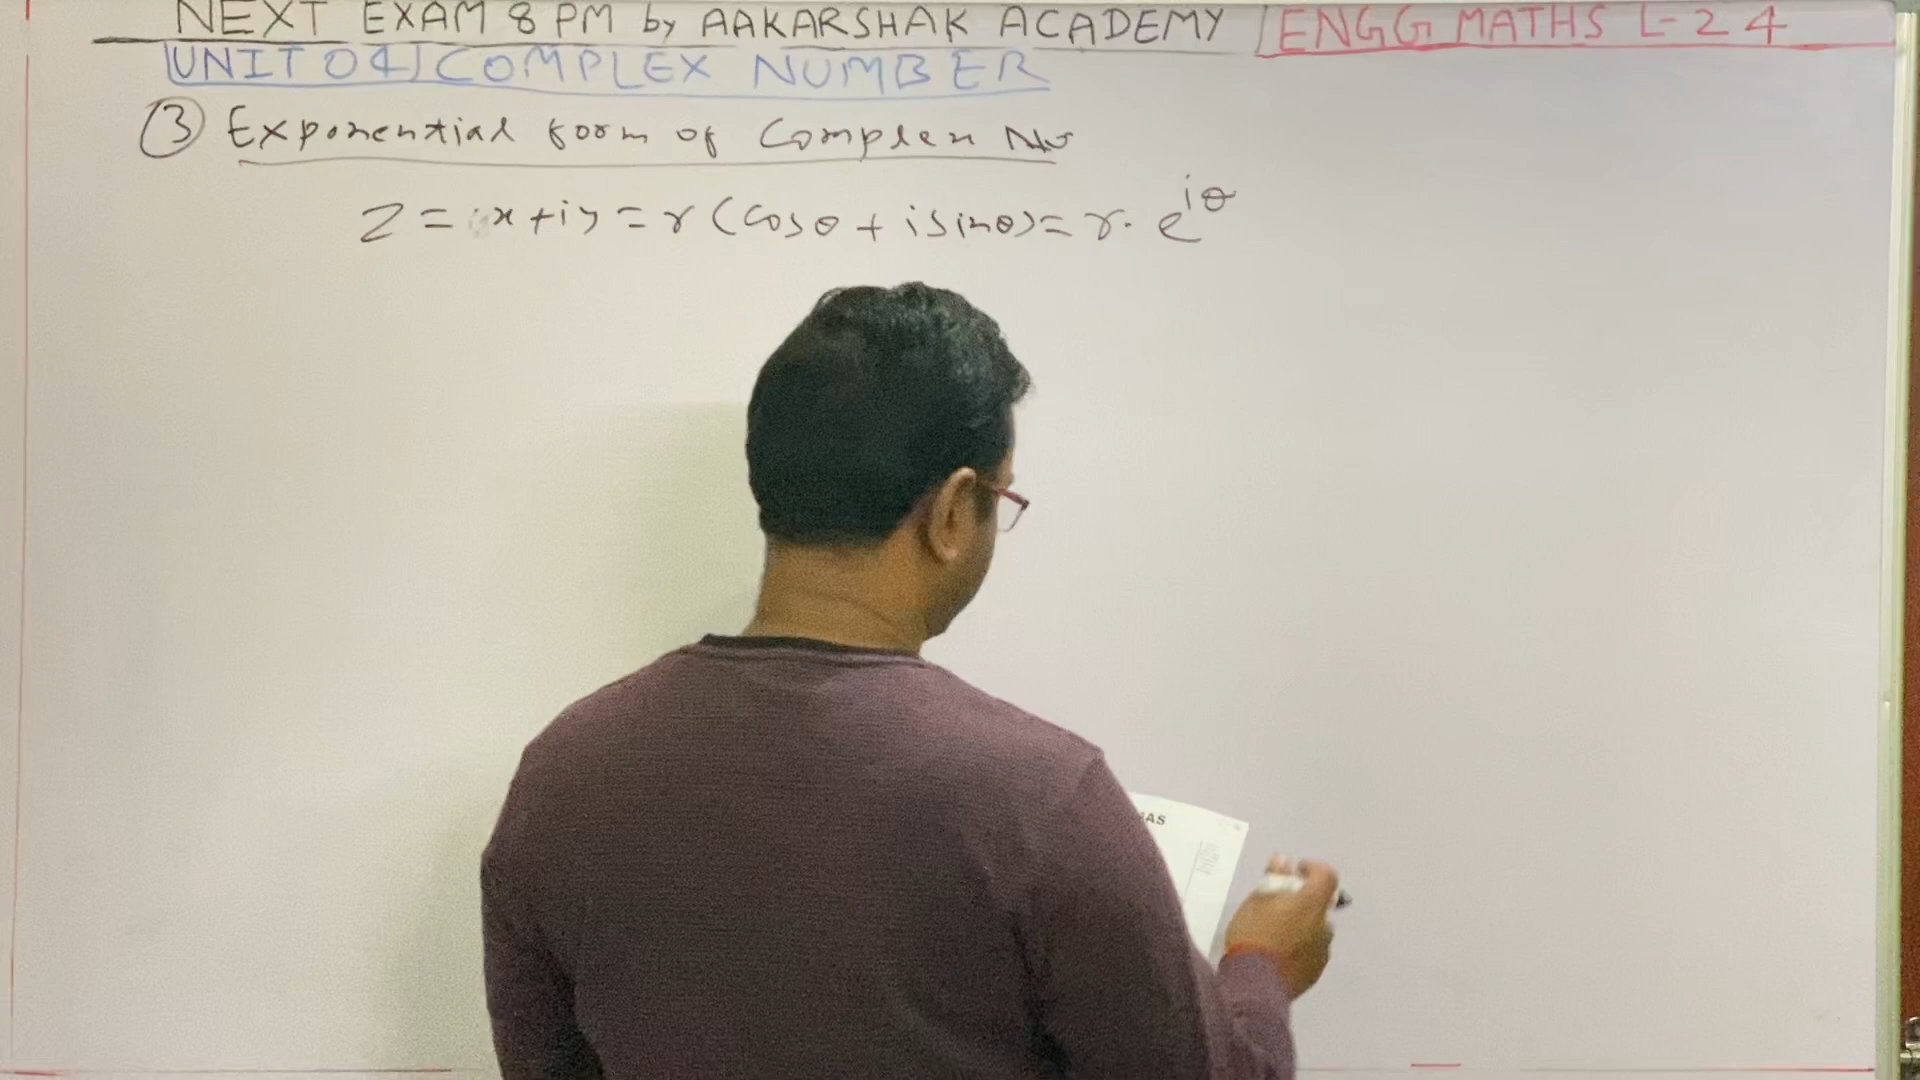 NEXT EXAM 8 PM by AAKARSHAK ACADEMY ENGG MATHS L-24
UNIT 04 COMPLEX NUMBER
③ Exponential form of Complex No
Z = x + iy = r (cosθ + i sinθ) = r. e^iθ